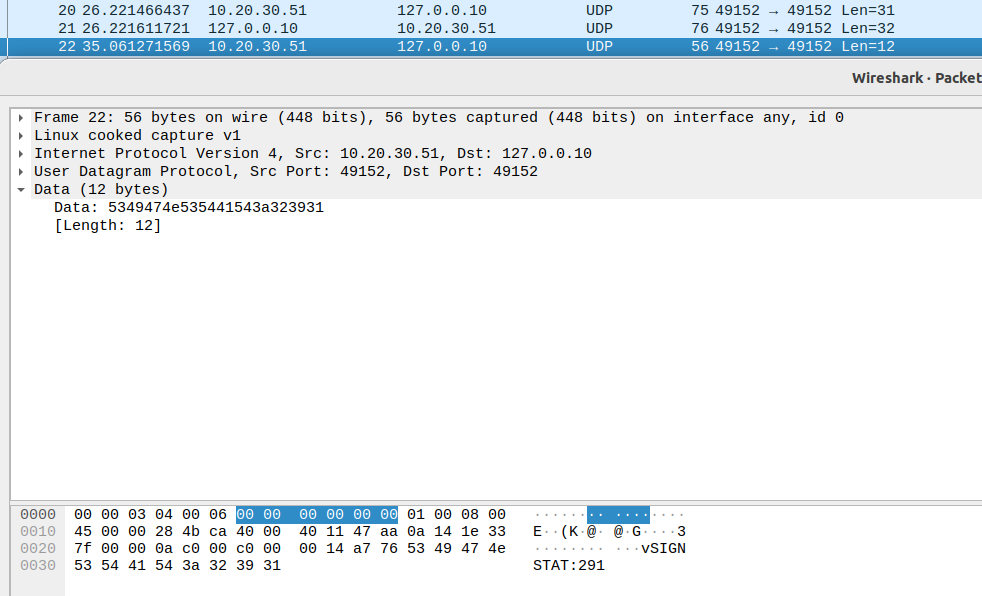 20 26.221466437 10.20.30.51 127.0.0.10 UDP 75 49152 → 49152 Len=31
21 26.221611721 127.0.0.10 10.20.30.51 UDP 76 49152 → 49152 Len=32
22 35.061271569 10.20.30.51 127.0.0.10 UDP 56 49152 → 49152 Len=12
Wireshark · Packet
Frame 22: 56 bytes on wire (448 bits), 56 bytes captured (448 bits) on interface any, id 0
Linux cooked capture v1
Internet Protocol Version 4, Src: 10.20.30.51, Dst: 127.0.0.10
User Datagram Protocol, Src Port: 49152, Dst Port: 49152
Data (12 bytes)
Data: 5349474e535441543a323931
[Length: 12]
0000 00 00 03 04 00 06 00 00 00 00 00 00 01 00 08 00 ········ ········
0010 45 00 00 28 4b ca 40 00 40 11 47 aa 0a 14 1e 33 E··(K·@· @·G····3
0020 7f 00 00 0a c0 00 c0 00 00 14 a7 76 53 49 47 4e ········ ···vSIGN
0030 53 54 41 54 3a 32 39 31 STAT:291